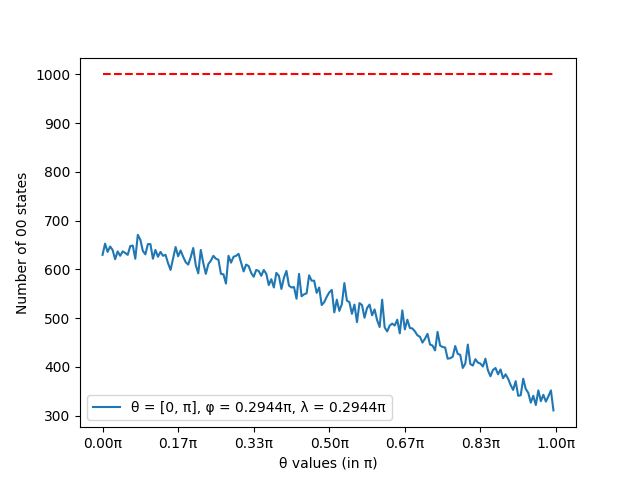 Number of 00 states
1000
900
800
700
600
500
400
300
θ = [0, π], φ = 0.2944π, λ = 0.2944π
0.00π 0.17π 0.33π 0.50π 0.67π 0.83π 1.00π
θ values (in π)